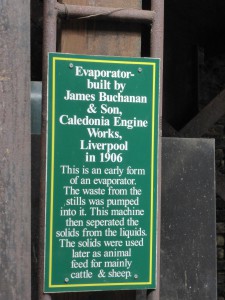 Evaporator-
built by
James Buchanan
& Son,
Caledonia Engine
Works,
Liverpool
in 1906
This is an early form
of an evaporator.
The waste from the
stills was pumped
into it. This machine
then seperated the
solids from the liquids.
The solids were used
later as animal
feed for mainly
cattle & sheep.